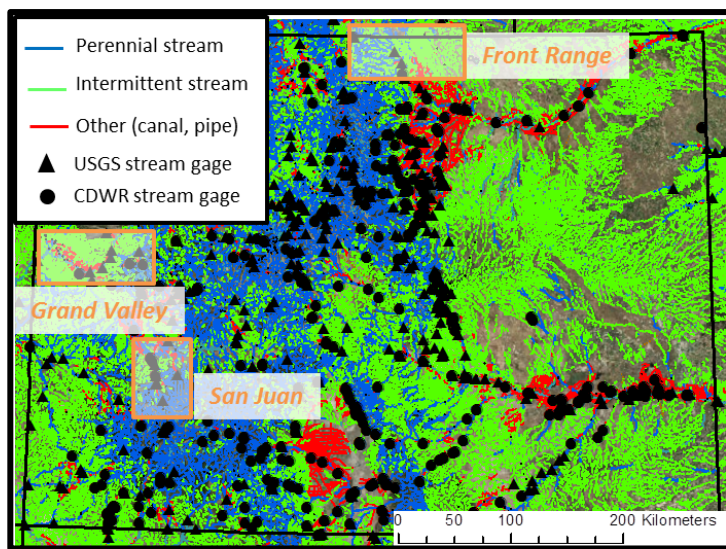 Perennial stream
Intermittent stream
Other (canal, pipe)
USGS stream gage
CDWR stream gage
Front Range
Grand Valley
San Juan
0 50 100 200 Kilometers